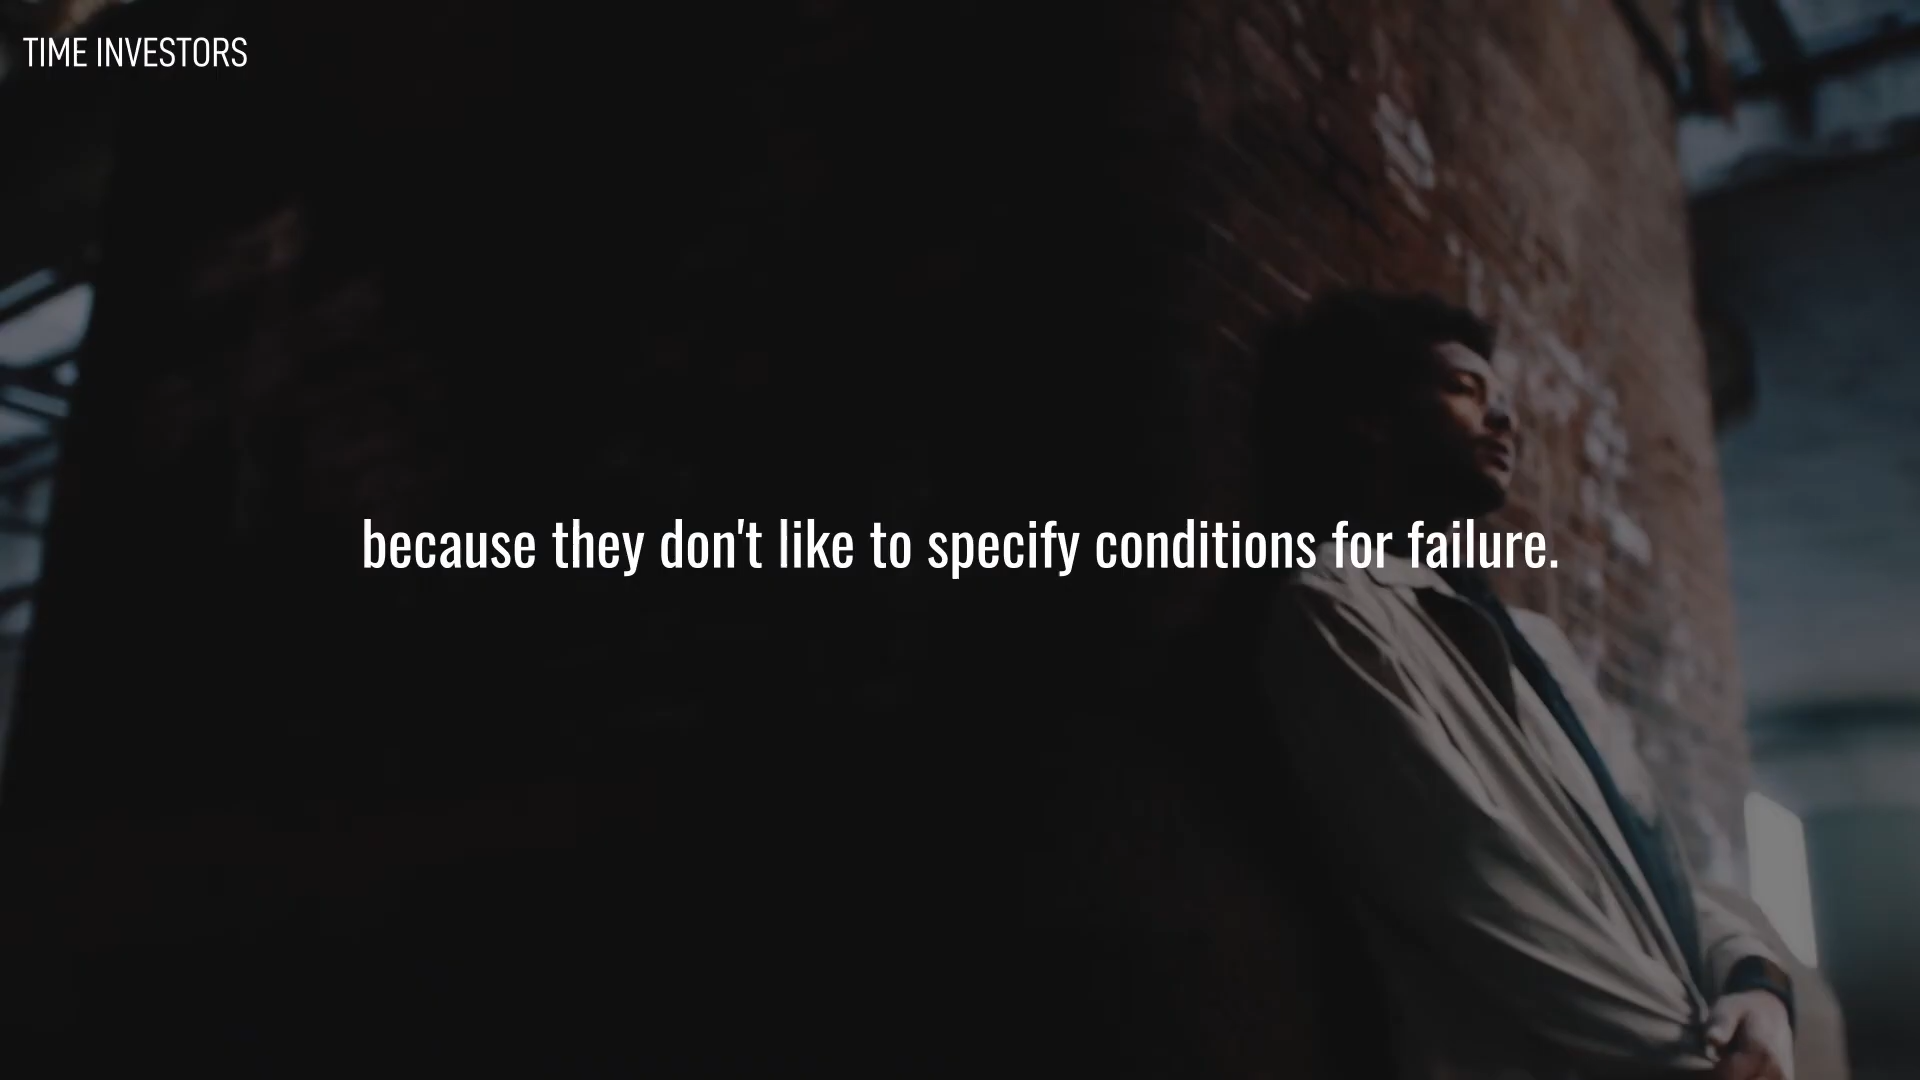 TIME INVESTORS
because they don't like to specify conditions for failure.